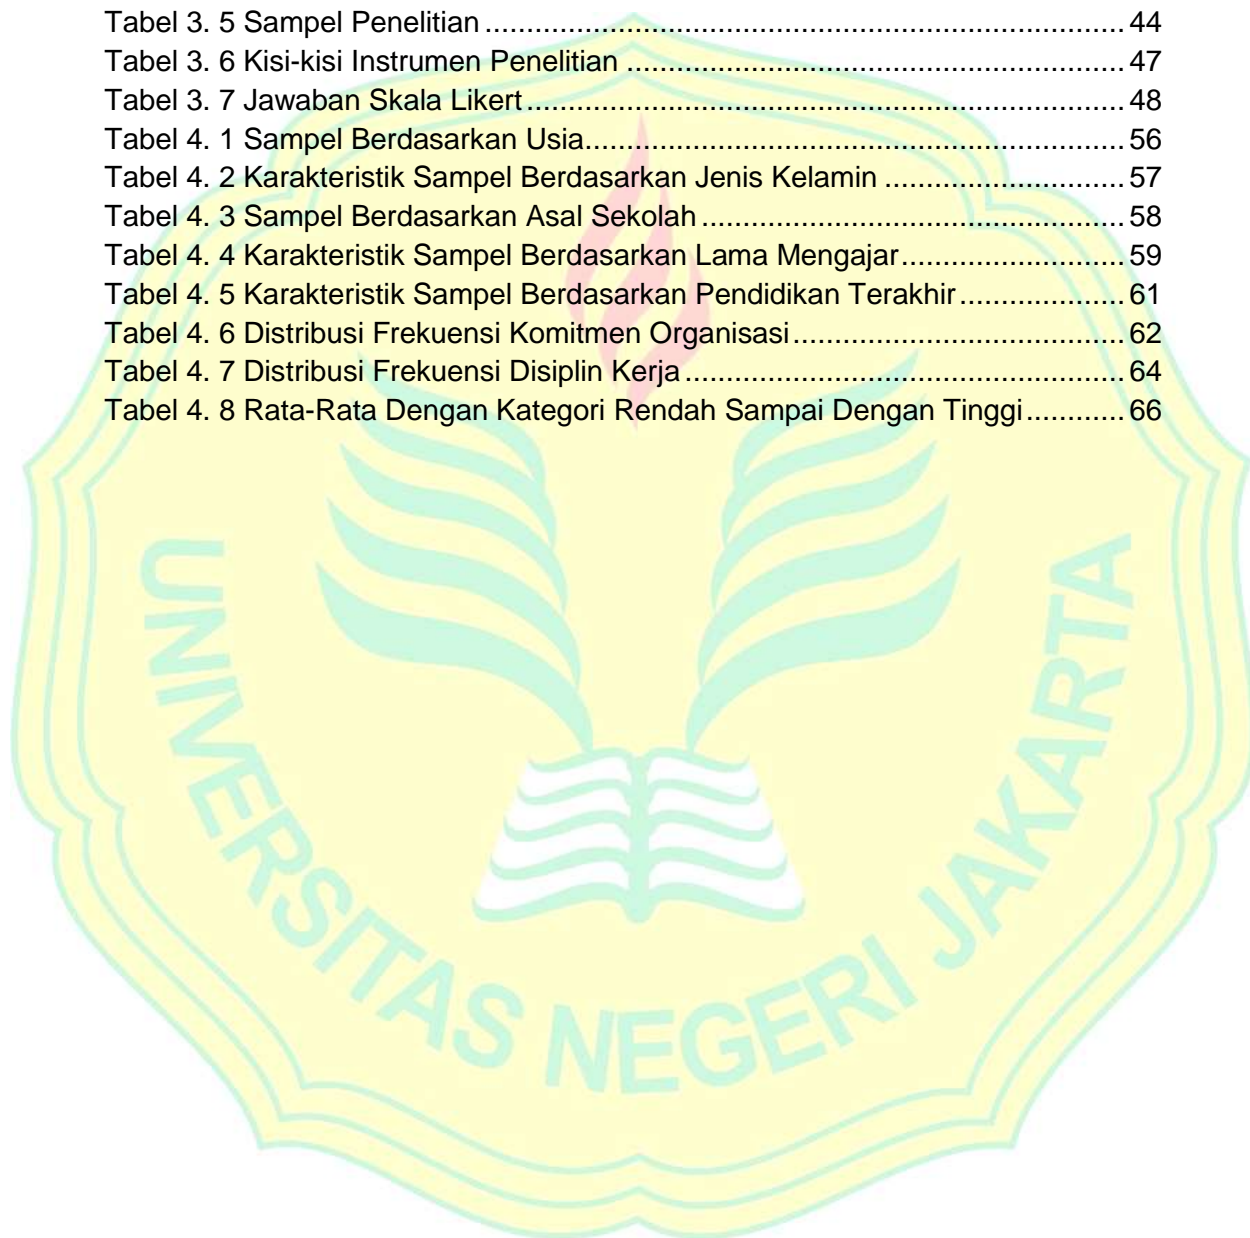 Tabel 3. 5 Sampel Penelitian ............................................................................. 44
Tabel 3. 6 Kisi-kisi Instrumen Penelitian ............................................................ 47
Tabel 3. 7 Jawaban Skala Likert ........................................................................ 48
Tabel 4. 1 Sampel Berdasarkan Usia................................................................. 56
Tabel 4. 2 Karakteristik Sampel Berdasarkan Jenis Kelamin ............................. 57
Tabel 4. 3 Sampel Berdasarkan Asal Sekolah ................................................... 58
Tabel 4. 4 Karakteristik Sampel Berdasarkan Lama Mengajar........................... 59
Tabel 4. 5 Karakteristik Sampel Berdasarkan Pendidikan Terakhir .................... 61
Tabel 4. 6 Distribusi Frekuensi Komitmen Organisasi ........................................ 62
Tabel 4. 7 Distribusi Frekuensi Disiplin Kerja ..................................................... 64
Tabel 4. 8 Rata-Rata Dengan Kategori Rendah Sampai Dengan Tinggi ............ 66
UNIVERSITAS NEGERI JAKARTA